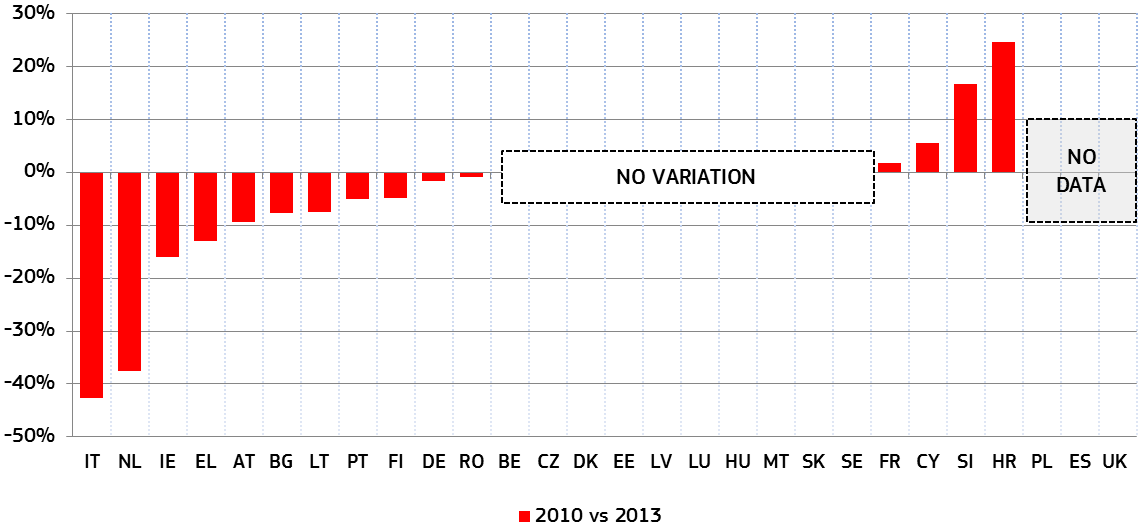 30%
20%
10%
0%
-10%
-20%
-30%
-40%
-50%
NO VARIATION
NO
DATA
IT NL IE EL AT BG LT PT FI DE RO BE CZ DK EE LV LU HU MT SK SE FR CY SI HR PL ES UK
2010 vs 2013